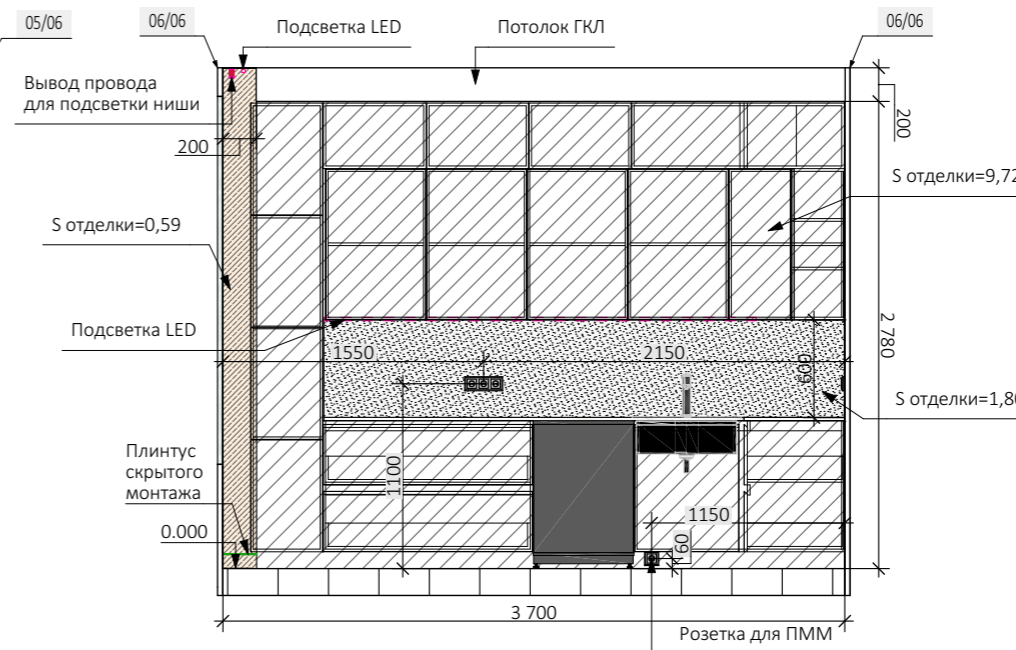 05/06
06/06
Подсветка LED
Потолок ГКЛ
06/06
Вывод провода
для подсветки ниши
200
200
S отделки=9,72
S отделки=0,59
Подсветка LED
1550
2150
600
2 780
S отделки=1,80
Плинтус
скрытого
монтажа
1100
0.000
1150
60
3 700
Розетка для ПММ